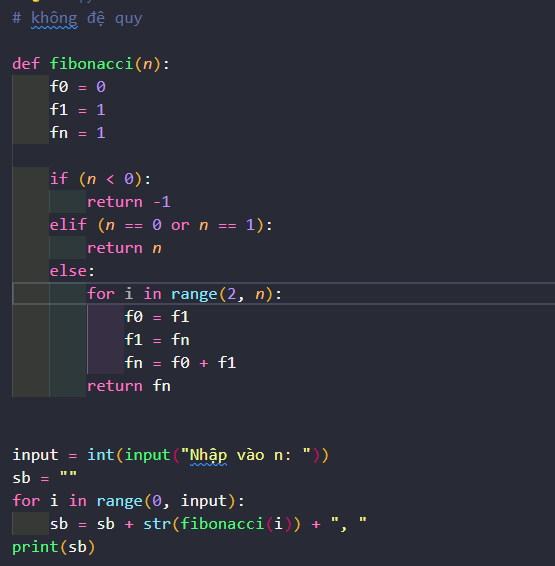 # không đệ quy
def fibonacci(n):
    f0 = 0
    f1 = 1
    fn = 1
    if (n < 0):
        return -1
    elif (n == 0 or n == 1):
        return n
    else:
        for i in range(2, n):
            f0 = f1
            f1 = fn
            fn = f0 + f1
        return fn
input = int(input("Nhập vào n: "))
sb = ""
for i in range(0, input):
    sb = sb + str(fibonacci(i)) + ", "
print(sb)